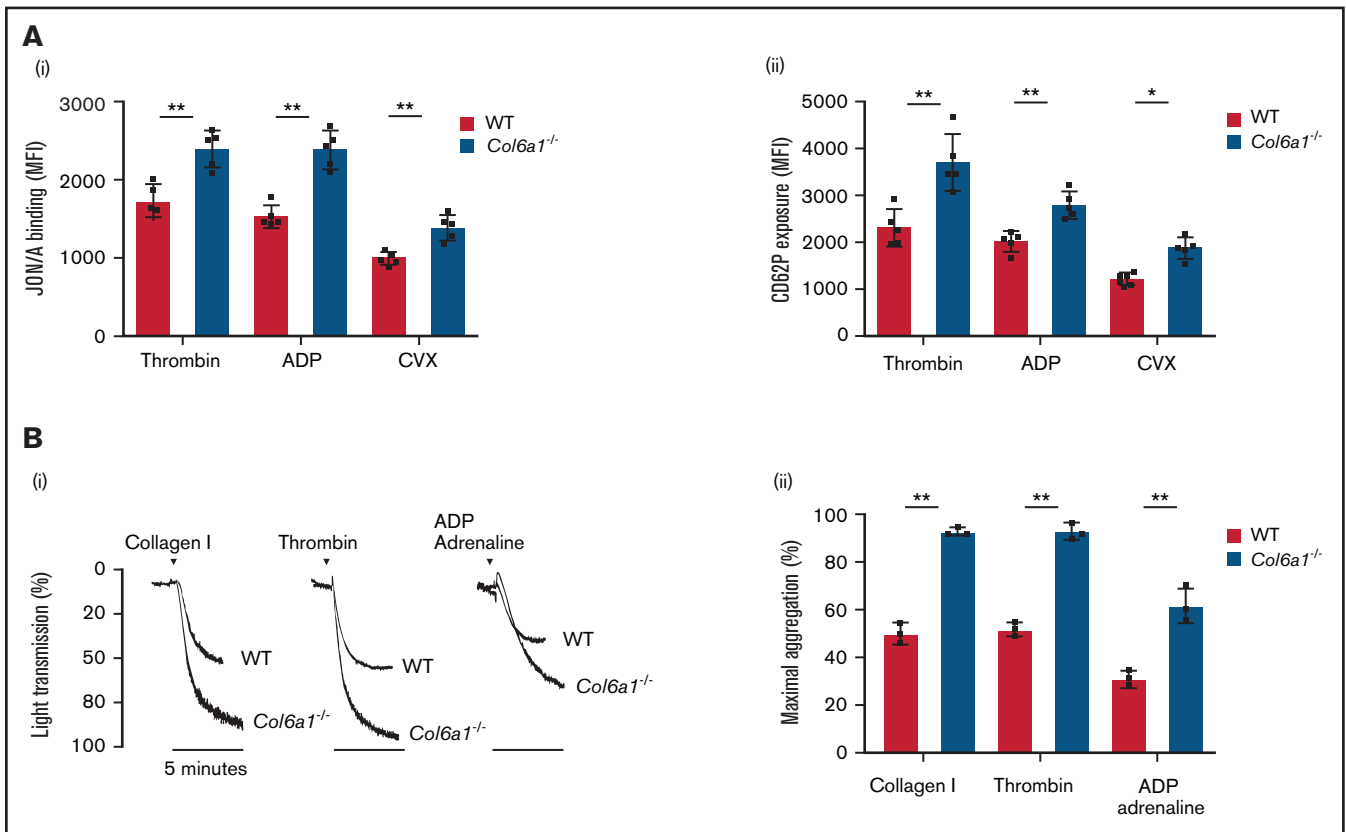 A
(i)
JON/A binding (MFI)
3000
2000
1000
0
**
**
**
Thrombin
ADP
CVX
WT
Col6a1-/-
(ii)
CD62P exposure (MFI)
5000
4000
3000
2000
1000
0
**
**
*
Thrombin
ADP
CVX
WT
Col6a1-/-
B
(i)
Collagen I
Thrombin
ADP
Adrenaline
Light transmission (%)
0
20
50
80
100
WT
Col6a1-/-
WT
Col6a1-/-
WT
Col6a1-/-
5 minutes
(ii)
Maximal aggregation (%)
100
80
60
40
20
0
**
**
**
Collagen I
Thrombin
ADP
adrenaline
WT
Col6a1-/-